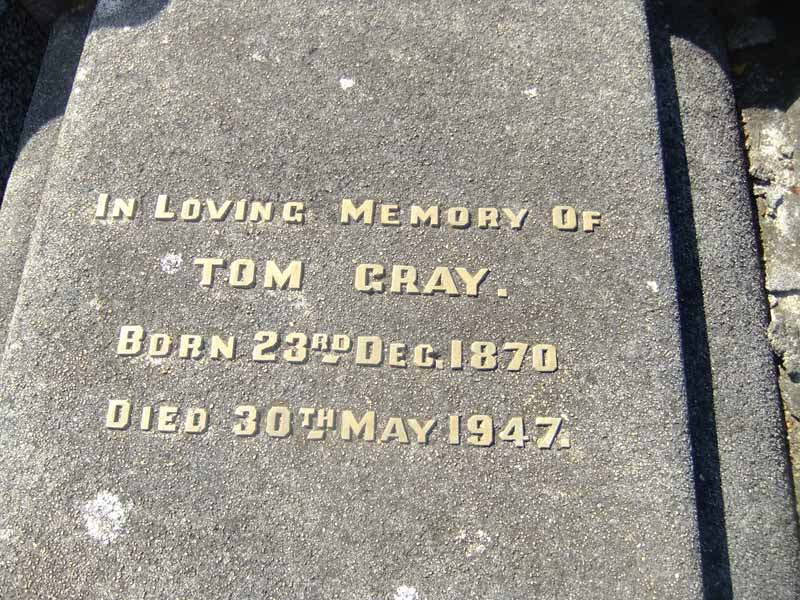 In Loving Memory Of
TOM GRAY.
Born 23RD Dec. 1870
Died 30TH May 1947.